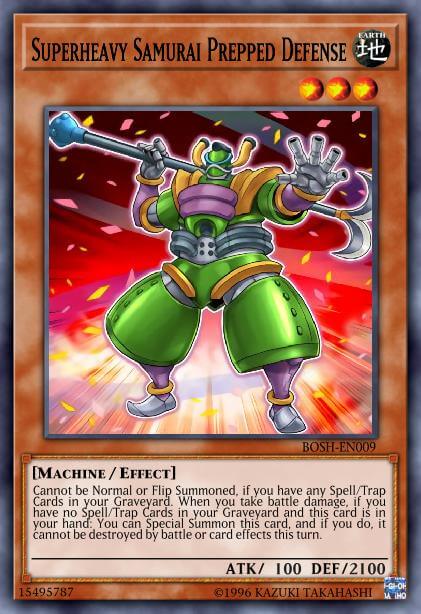 Superheavy Samurai Prepped Defense
EARTH
地
BOSH-EN009
[Machine / Effect]
Cannot be Normal or Flip Summoned, if you have any Spell/Trap
Cards in your Graveyard. When you take battle damage, if you
have no Spell/Trap Cards in your Graveyard and this card is in
your hand: You can Special Summon this card, and if you do, it
cannot be destroyed by battle or card effects this turn.
ATK/ 100 DEF/2100
15495787
©1996 KAZUKI TAKAHASHI